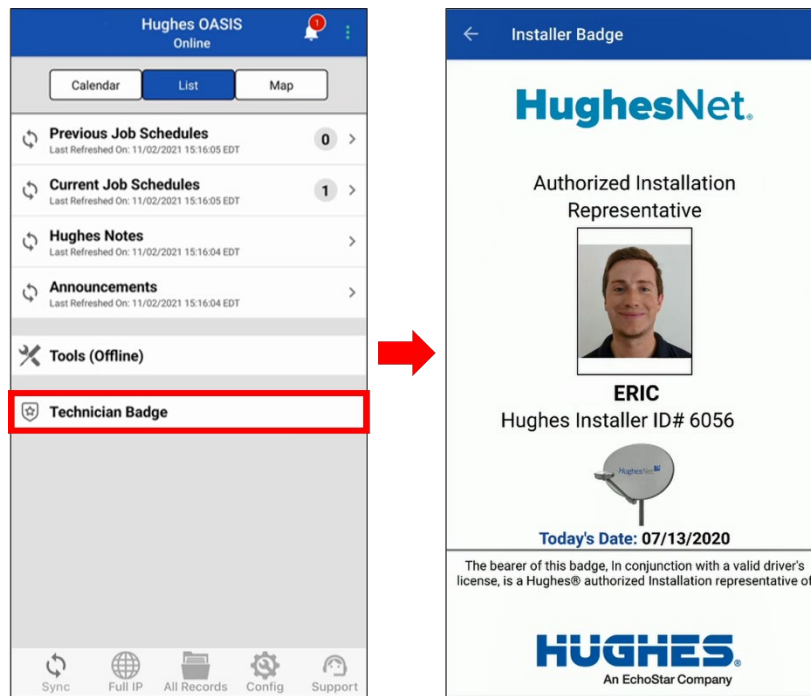 Hughes OASIS
1
Online
Calendar
List
Map
Previous Job Schedules
0
Last Refreshed On: 11/02/2021 15:16:05 EDT
Current Job Schedules
1
Last Refreshed On: 11/02/2021 15:16:05 EDT
Hughes Notes
Last Refreshed On: 11/02/2021 15:16:04 EDT
Announcements
Last Refreshed On: 11/02/2021 15:16:04 EDT
Tools (Offline)
Technician Badge
Sync
Full IP
All Records
Config
Support
Installer Badge
HughesNet®
Authorized Installation
Representative
ERIC
Hughes Installer ID# 6056
HughesNet
Today's Date: 07/13/2020
The bearer of this badge, In conjunction with a valid driver's
license, is a Hughes® authorized Installation representative of
HUGHES®
An EchoStar Company